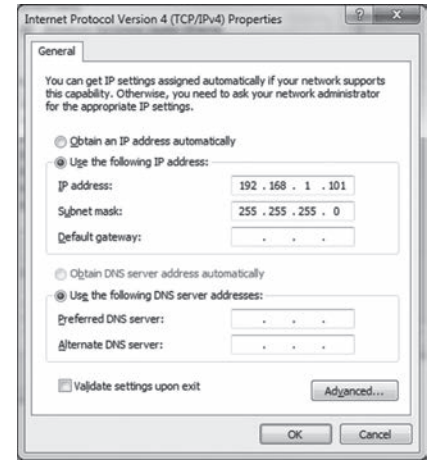 Internet Protocol Version 4 (TCP/IPv4) Properties
General
You can get IP settings assigned automatically if your network supports
this capability. Otherwise, you need to ask your network administrator
for the appropriate IP settings.
Obtain an IP address automatically
Use the following IP address:
IP address: 192 . 168 . 1 . 101
Subnet mask: 255 . 255 . 255 . 0
Default gateway: . . .
Obtain DNS server address automatically
Use the following DNS server addresses:
Preferred DNS server: . . .
Alternate DNS server: . . .
Validate settings upon exit
Advanced...
OK Cancel